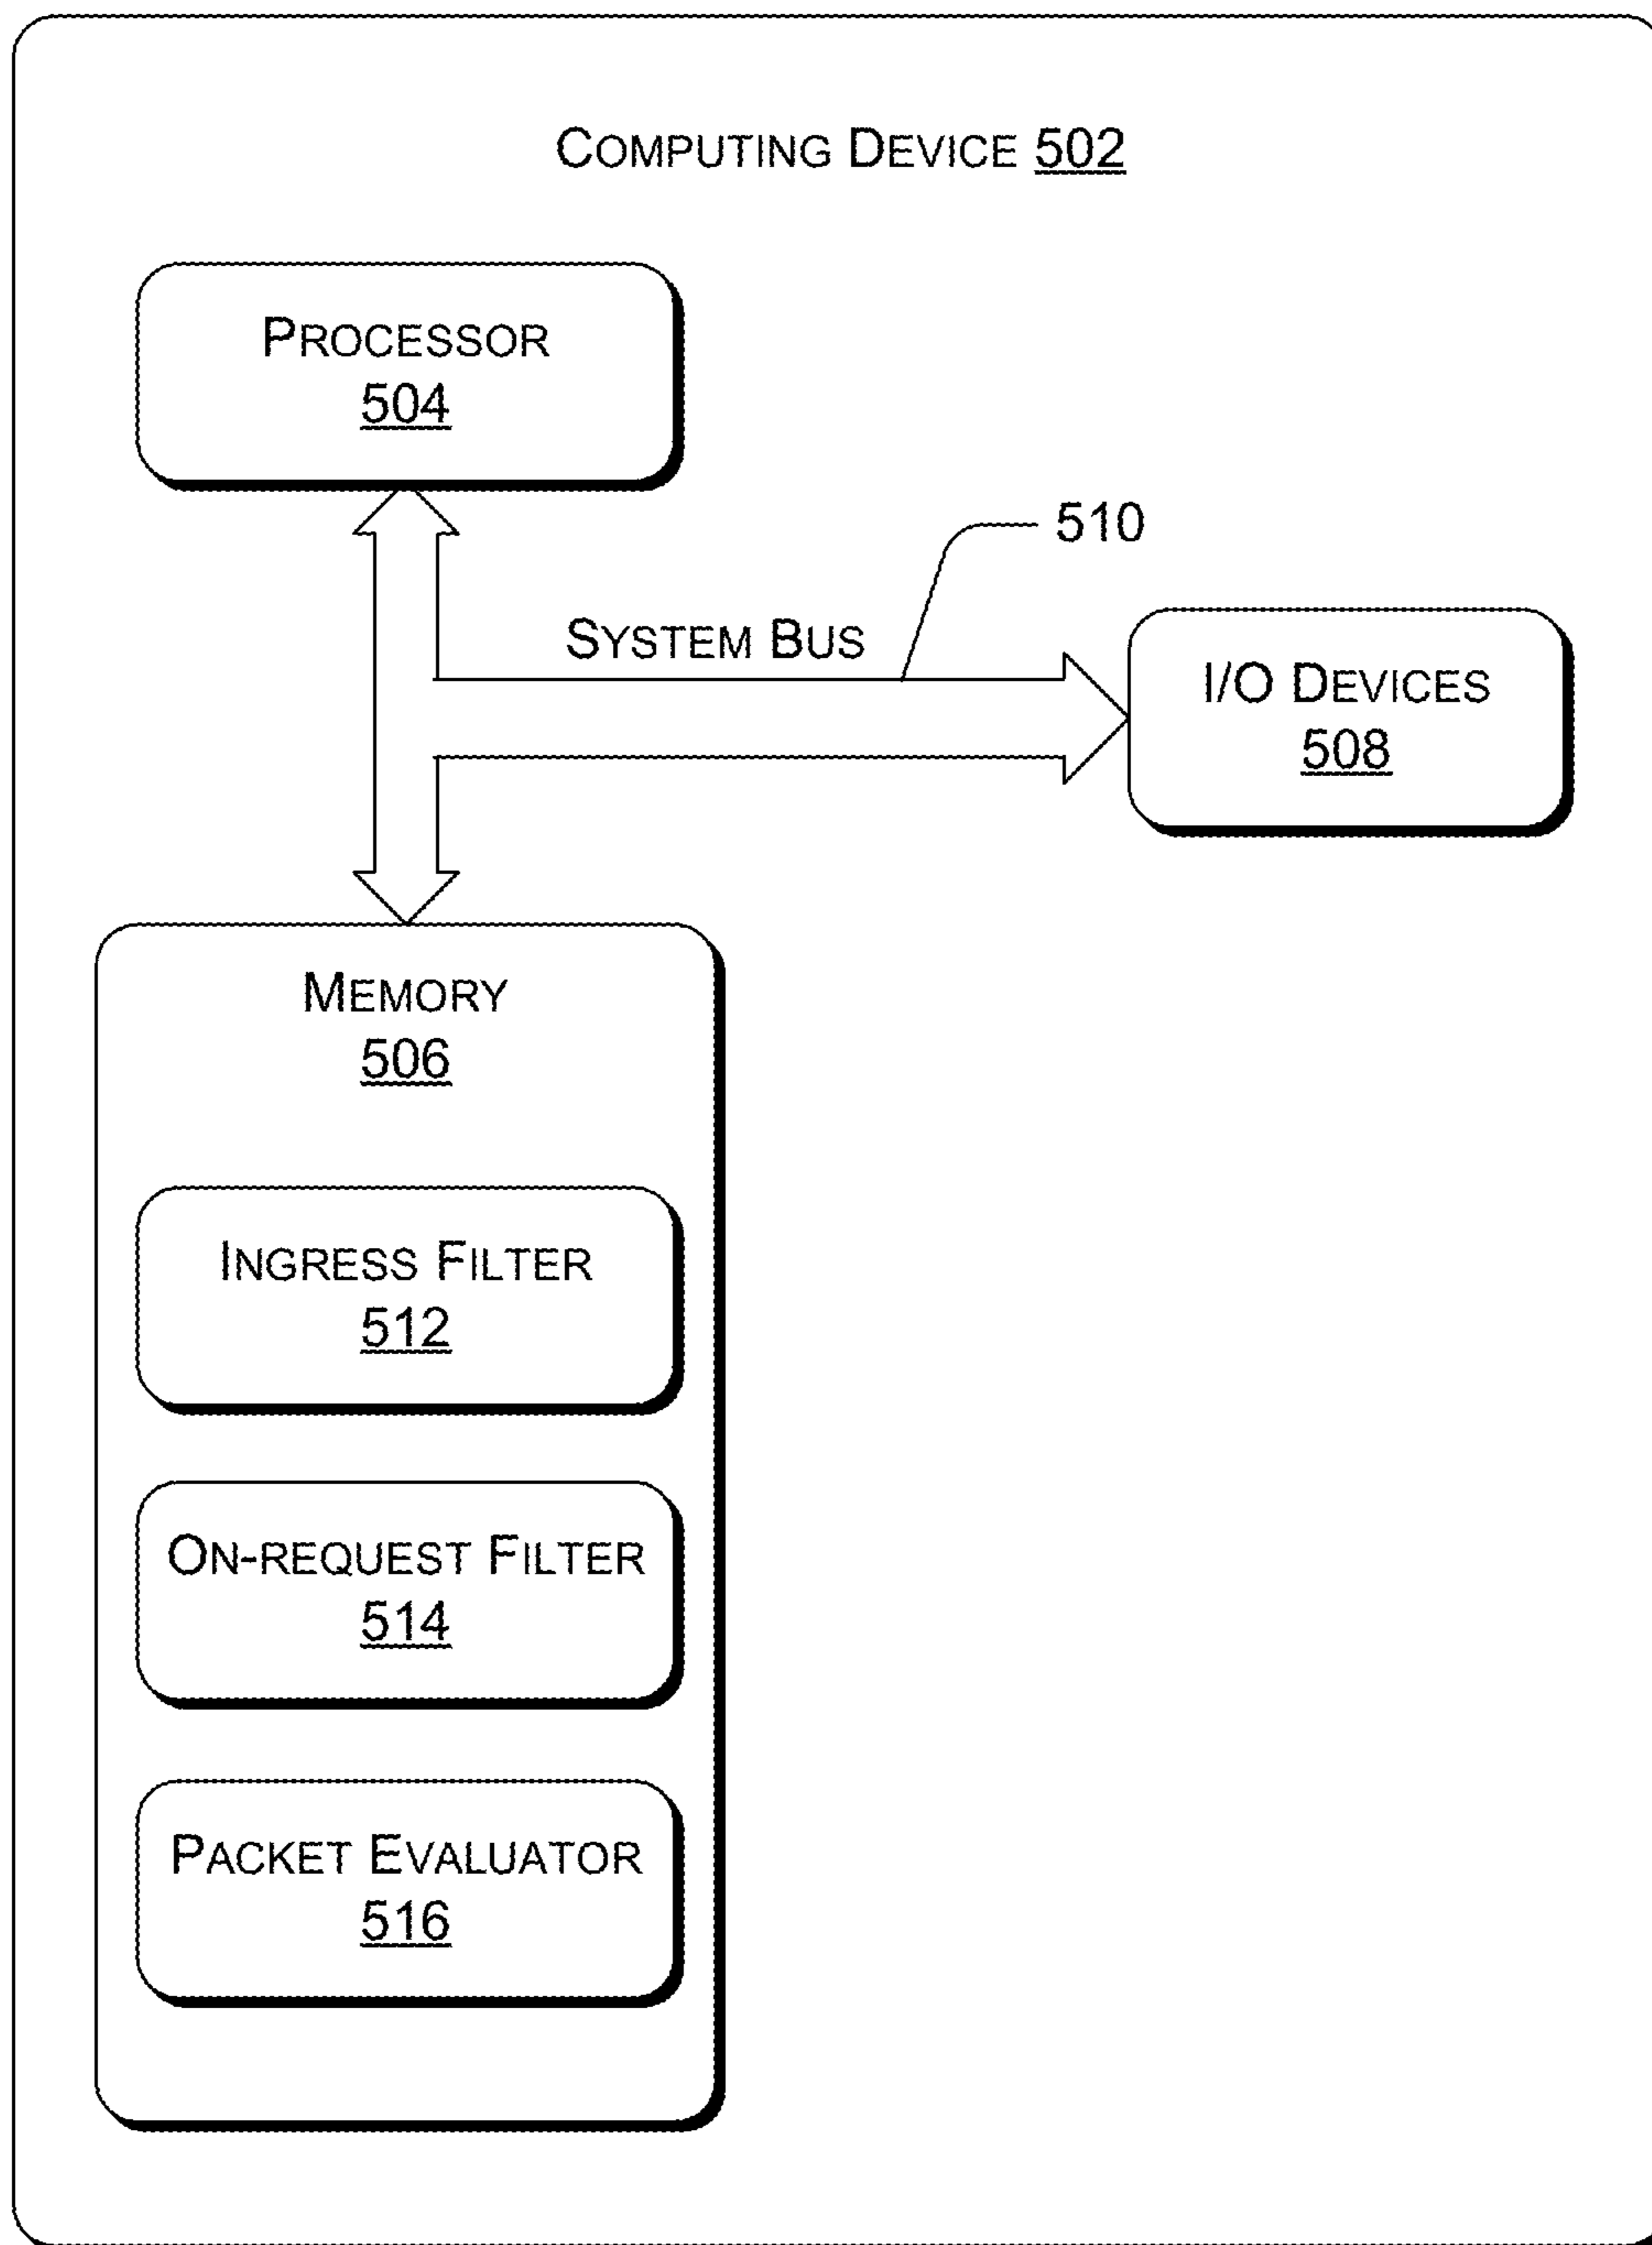 COMPUTING DEVICE 502
PROCESSOR
504
510
SYSTEM BUS
I/O DEVICES
508
MEMORY
506
INGRESS FILTER
512
ON-REQUEST FILTER
514
PACKET EVALUATOR
516